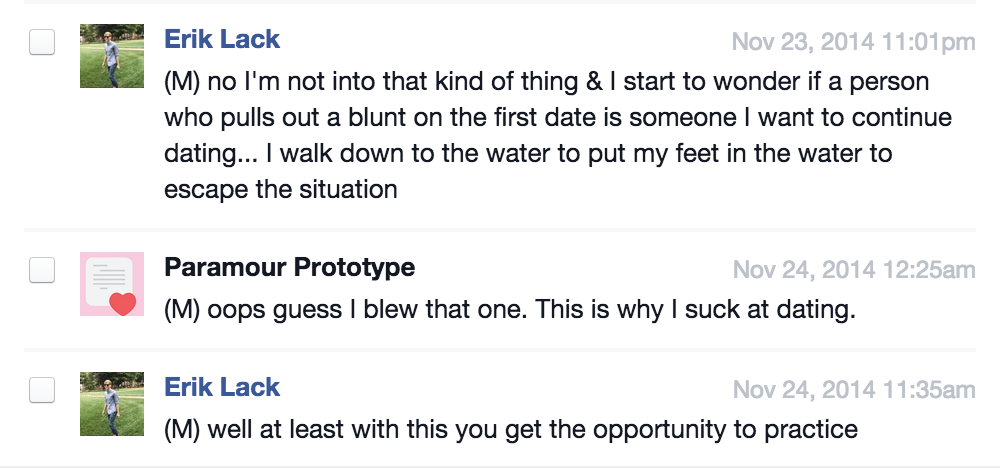 Erik Lack
Nov 23, 2014 11:01pm
(M) no I'm not into that kind of thing & I start to wonder if a person
who pulls out a blunt on the first date is someone I want to continue
dating... I walk down to the water to put my feet in the water to
escape the situation
Paramour Prototype
Nov 24, 2014 12:25am
(M) oops guess I blew that one. This is why I suck at dating.
Erik Lack
Nov 24, 2014 11:35am
(M) well at least with this you get the opportunity to practice